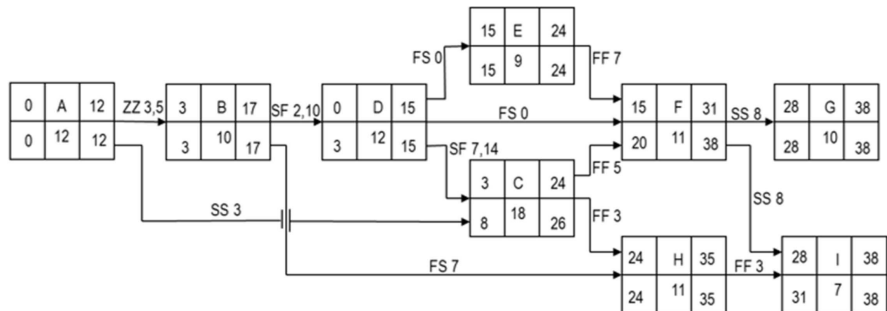 15 E 24
FS 0
15 9 24
FF 7
0 A 12
0 12 12
ZZ 3,5
3 B 17
3 10 17
SF 2,10
0 D 15
3 12 15
FS 0
15 F 31
20 11 38
SS 8
28 G 38
28 10 38
SF 7,14
3 C 24
8 18 26
FF 5
SS 3
FF 3
SS 8
FS 7
24 H 35
24 11 35
FF 3
28 I 38
31 7 38